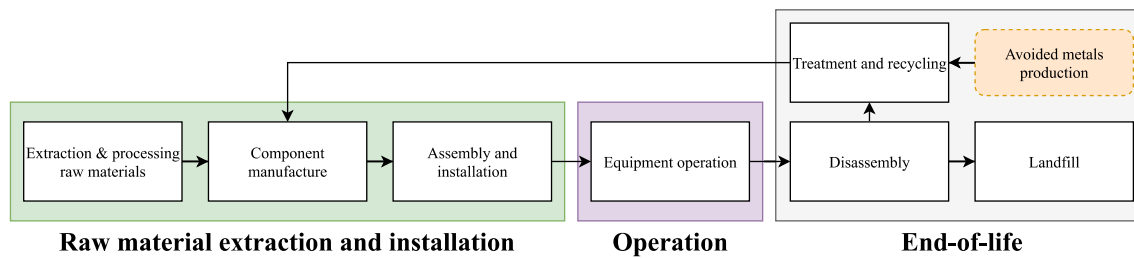 Treatment and recycling
Avoided metals
production
Extraction & processing
raw materials
Component
manufacture
Assembly and
installation
Equipment operation
Disassembly
Landfill
Raw material extraction and installation
Operation
End-of-life